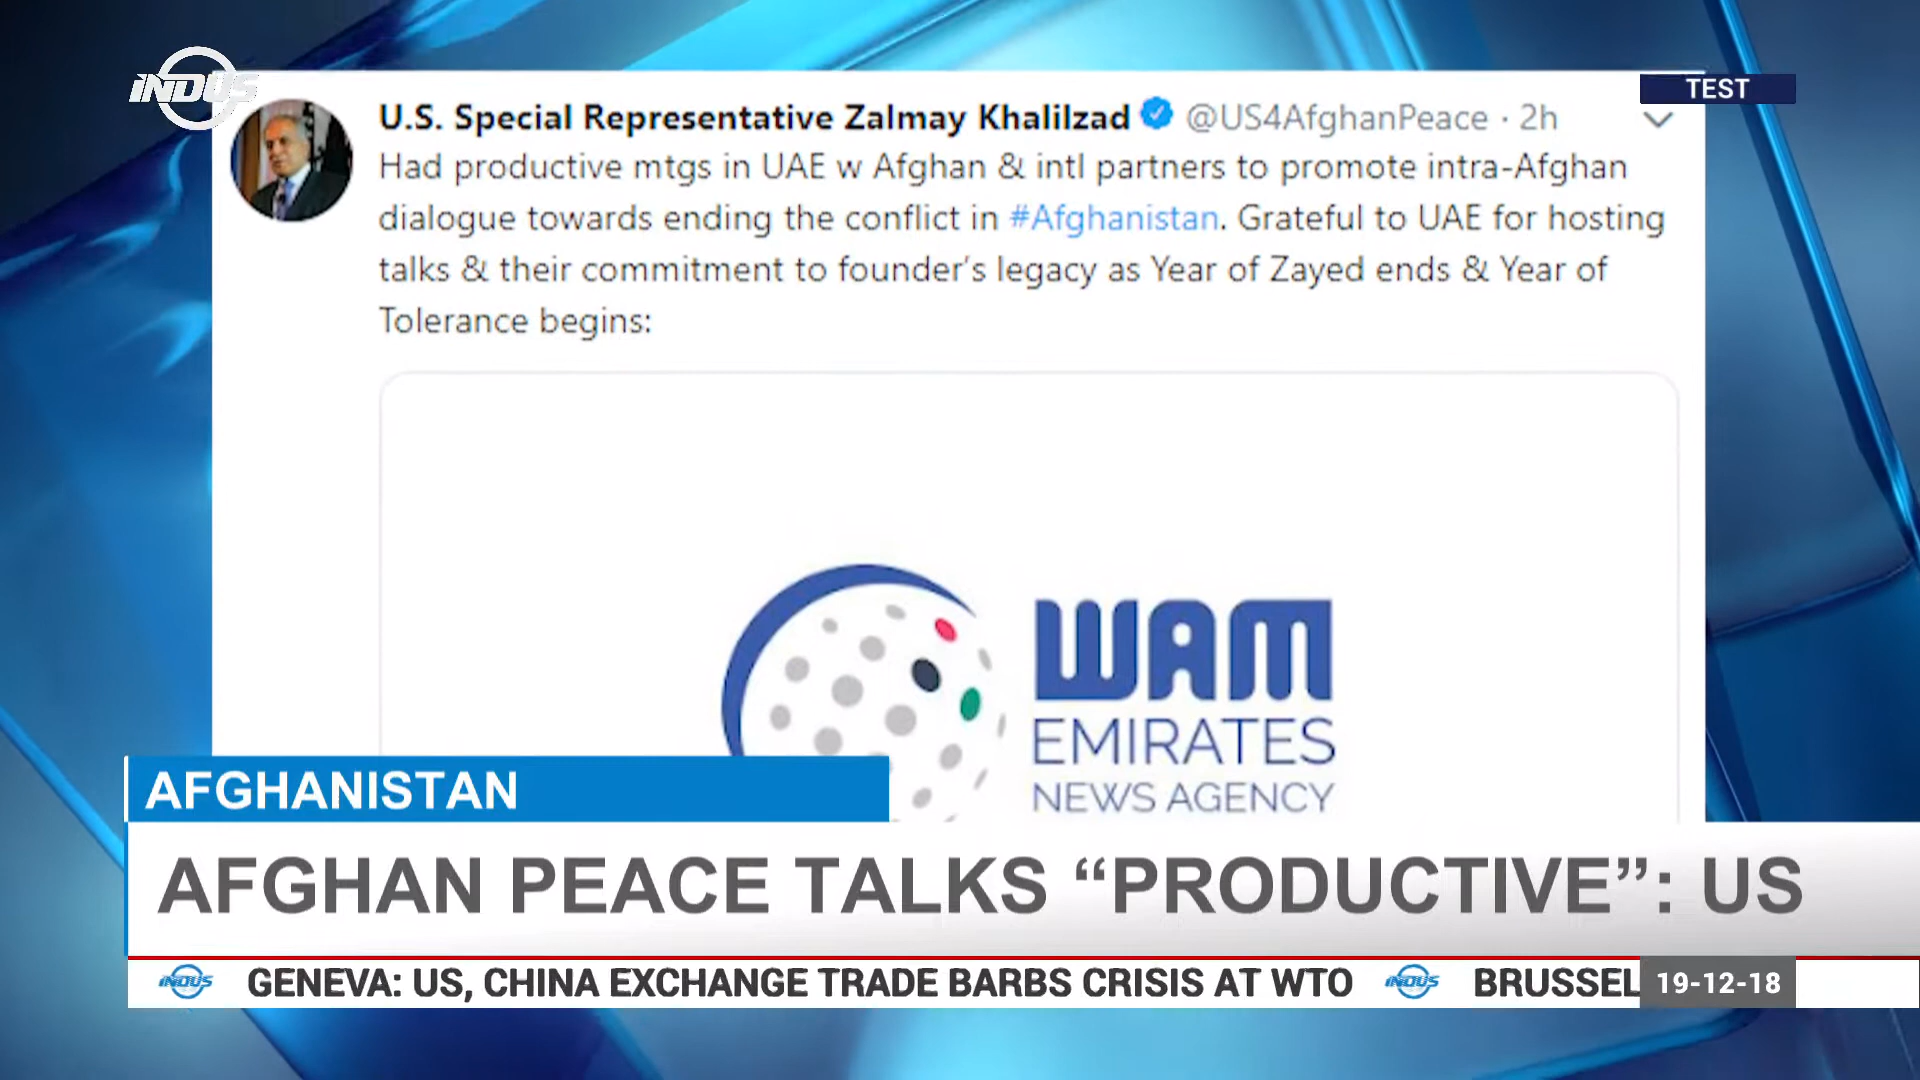 INDUS
TEST
U.S. Special Representative Zalmay Khalilzad @US4AfghanPeace · 2h
Had productive mtgs in UAE w Afghan & intl partners to promote intra-Afghan
dialogue towards ending the conflict in #Afghanistan. Grateful to UAE for hosting
talks & their commitment to founder's legacy as Year of Zayed ends & Year of
Tolerance begins:
WAM
EMIRATES
NEWS AGENCY
AFGHANISTAN
AFGHAN PEACE TALKS “PRODUCTIVE”: US
INDUS GENEVA: US, CHINA EXCHANGE TRADE BARBS CRISIS AT WTO INDUS BRUSSEL 19-12-18